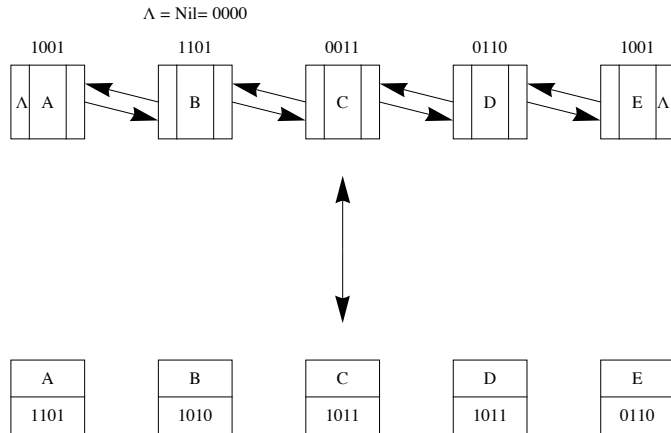 Λ = Nil= 0000
1001 1101 0011 0110 1001
Λ A B C D E Λ
A B C D E
1101 1010 1011 1011 0110